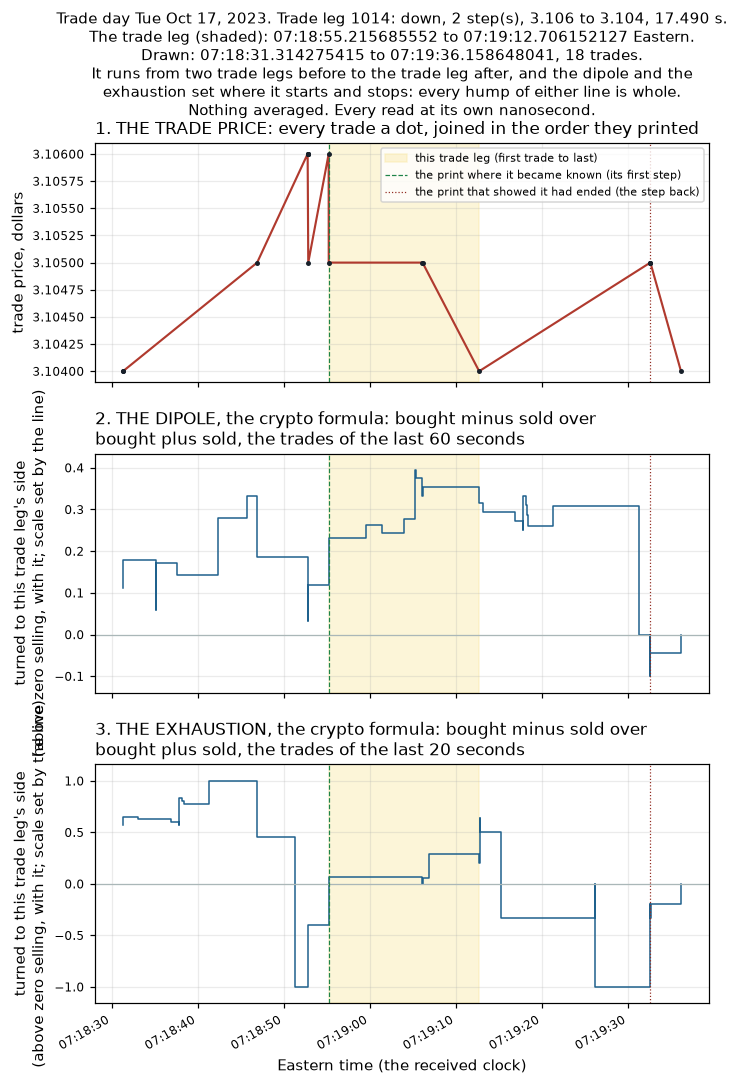 Trade day Tue Oct 17, 2023. Trade leg 1014: down, 2 step(s), 3.106 to 3.104, 17.490 s.
The trade leg (shaded): 07:18:55.215685552 to 07:19:12.706152127 Eastern.
Drawn: 07:18:31.314275415 to 07:19:36.158648041, 18 trades.
It runs from two trade legs before to the trade leg after, and the dipole and the
exhaustion set where it starts and stops: every hump of either line is whole.
Nothing averaged. Every read at its own nanosecond.
1. THE TRADE PRICE: every trade a dot, joined in the order they printed
this trade leg (first trade to last)
the print where it became known (its first step)
the print that showed it had ended (the step back)
trade price, dollars
3.10600
3.10575
3.10550
3.10525
3.10500
3.10475
3.10450
3.10425
3.10400
2. THE DIPOLE, the crypto formula: bought minus sold over
bought plus sold, the trades of the last 60 seconds
turned to this trade leg's side
(above zero selling, with it; scale set by the line)
0.4
0.3
0.2
0.1
0.0
−0.1
3. THE EXHAUSTION, the crypto formula: bought minus sold over
bought plus sold, the trades of the last 20 seconds
turned to this trade leg's side
(above zero selling, with it; scale set by the line)
1.0
0.5
0.0
−0.5
−1.0
07:18:30
07:18:40
07:18:50
07:19:00
07:19:10
07:19:20
07:19:30
Eastern time (the received clock)